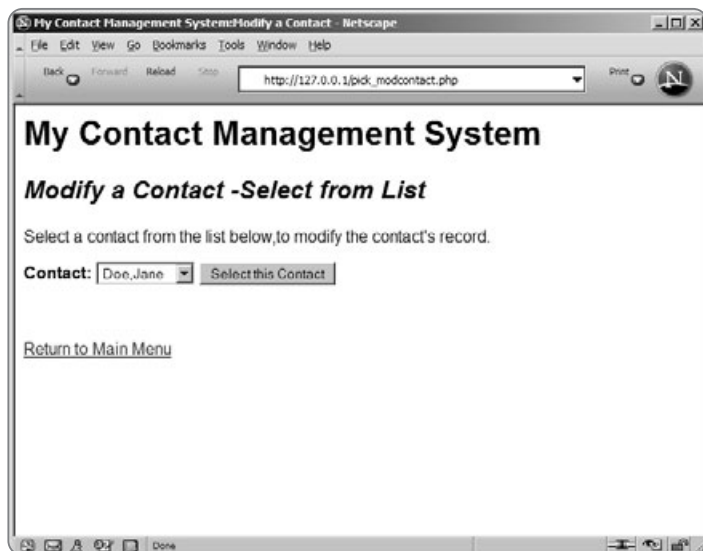 My Contact Management System:Modify a Contact - Netscape
File Edit View Go Bookmarks Tools Window Help
Back Forward Reload Stop http://127.0.0.1/pick_modcontact.php Print N
My Contact Management System
Modify a Contact -Select from List
Select a contact from the list below,to modify the contact's record.
Contact: Doe,Jane Select this Contact
Return to Main Menu
Done